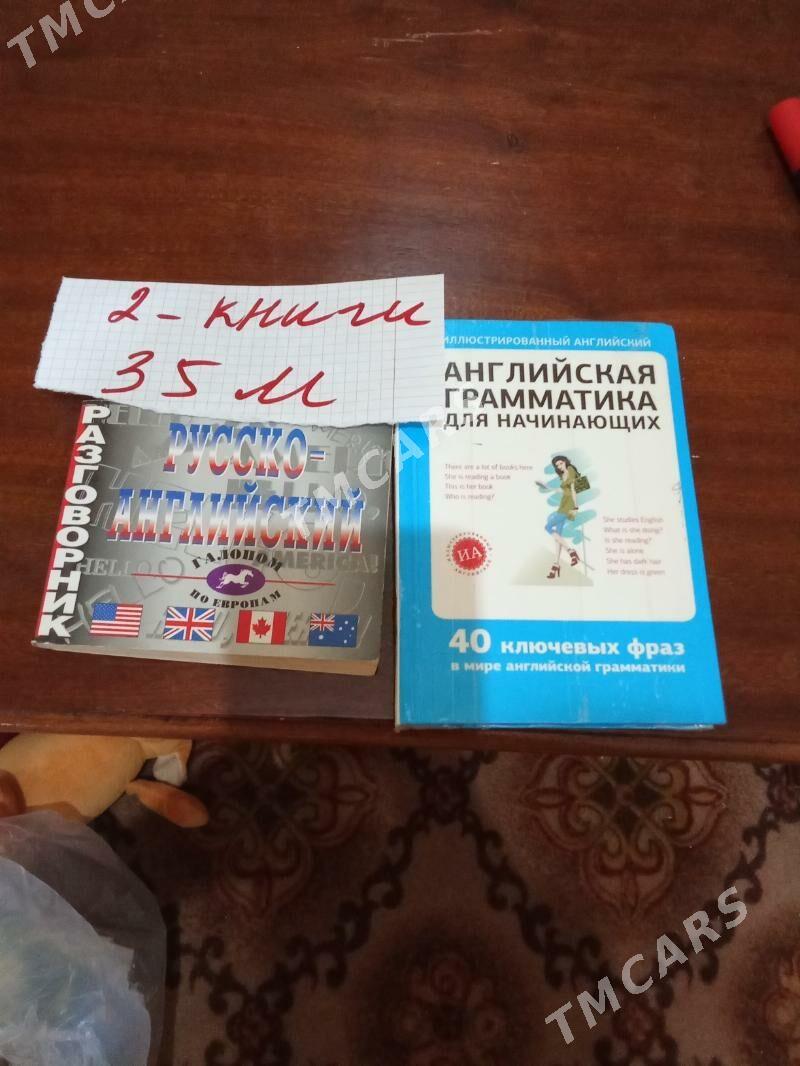 TMCARS
2 - книги
35 м
РАЗГОВОРНИК
РУССКО-
АНГЛИЙСКИЙ
ГАЛОПОМ
ПО ЕВРОПАМ
HELLO
AMERICA!
ИЛЛЮСТРИРОВАННЫЙ АНГЛИЙСКИЙ
АНГЛИЙСКАЯ
ГРАММАТИКА
ДЛЯ НАЧИНАЮЩИХ
There are a lot of books here
She is reading a book
This is her book
Who is reading?
She studies English
What is she doing?
Is she reading?
She is alone
She has dark hair
Her dress is green
ИА
40 ключевых фраз
в мире английской грамматики
TMCARS
TMCARS